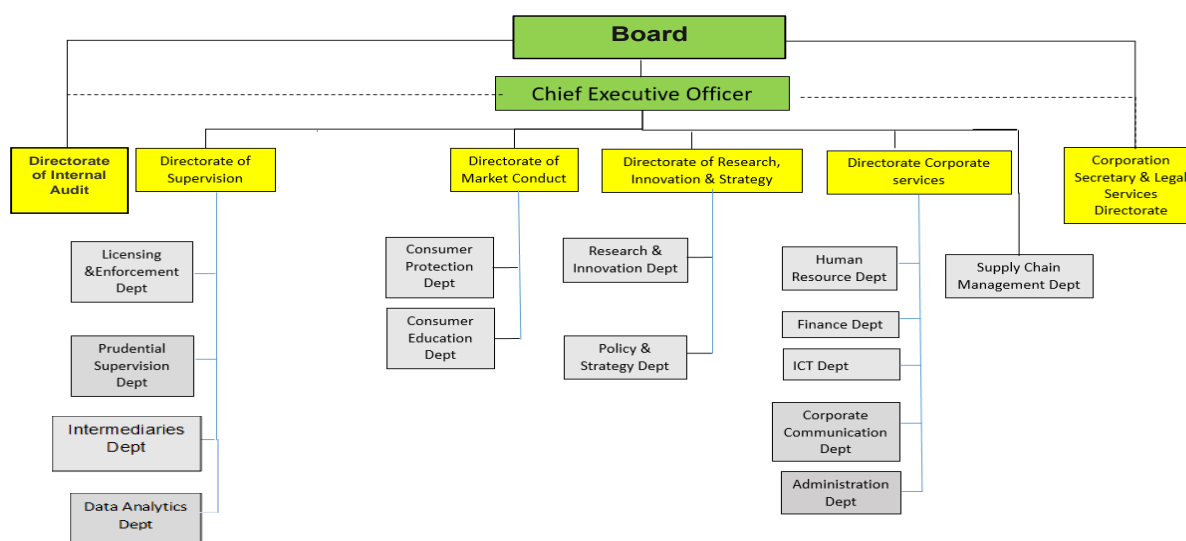 Board
Chief Executive Officer
Directorate
of Internal
Audit
Directorate of
Supervision
Directorate of
Market Conduct
Directorate of Research,
Innovation & Strategy
Directorate Corporate
services
Corporation
Secretary & Legal
Services
Directorate
Licensing
&Enforcement
Dept
Prudential
Supervision
Dept
Intermediaries
Dept
Data Analytics
Dept
Consumer
Protection
Dept
Consumer
Education
Dept
Research &
Innovation Dept
Policy &
Strategy Dept
Human
Resource Dept
Finance Dept
ICT Dept
Corporate
Communication
Dept
Administration
Dept
Supply Chain
Management Dept